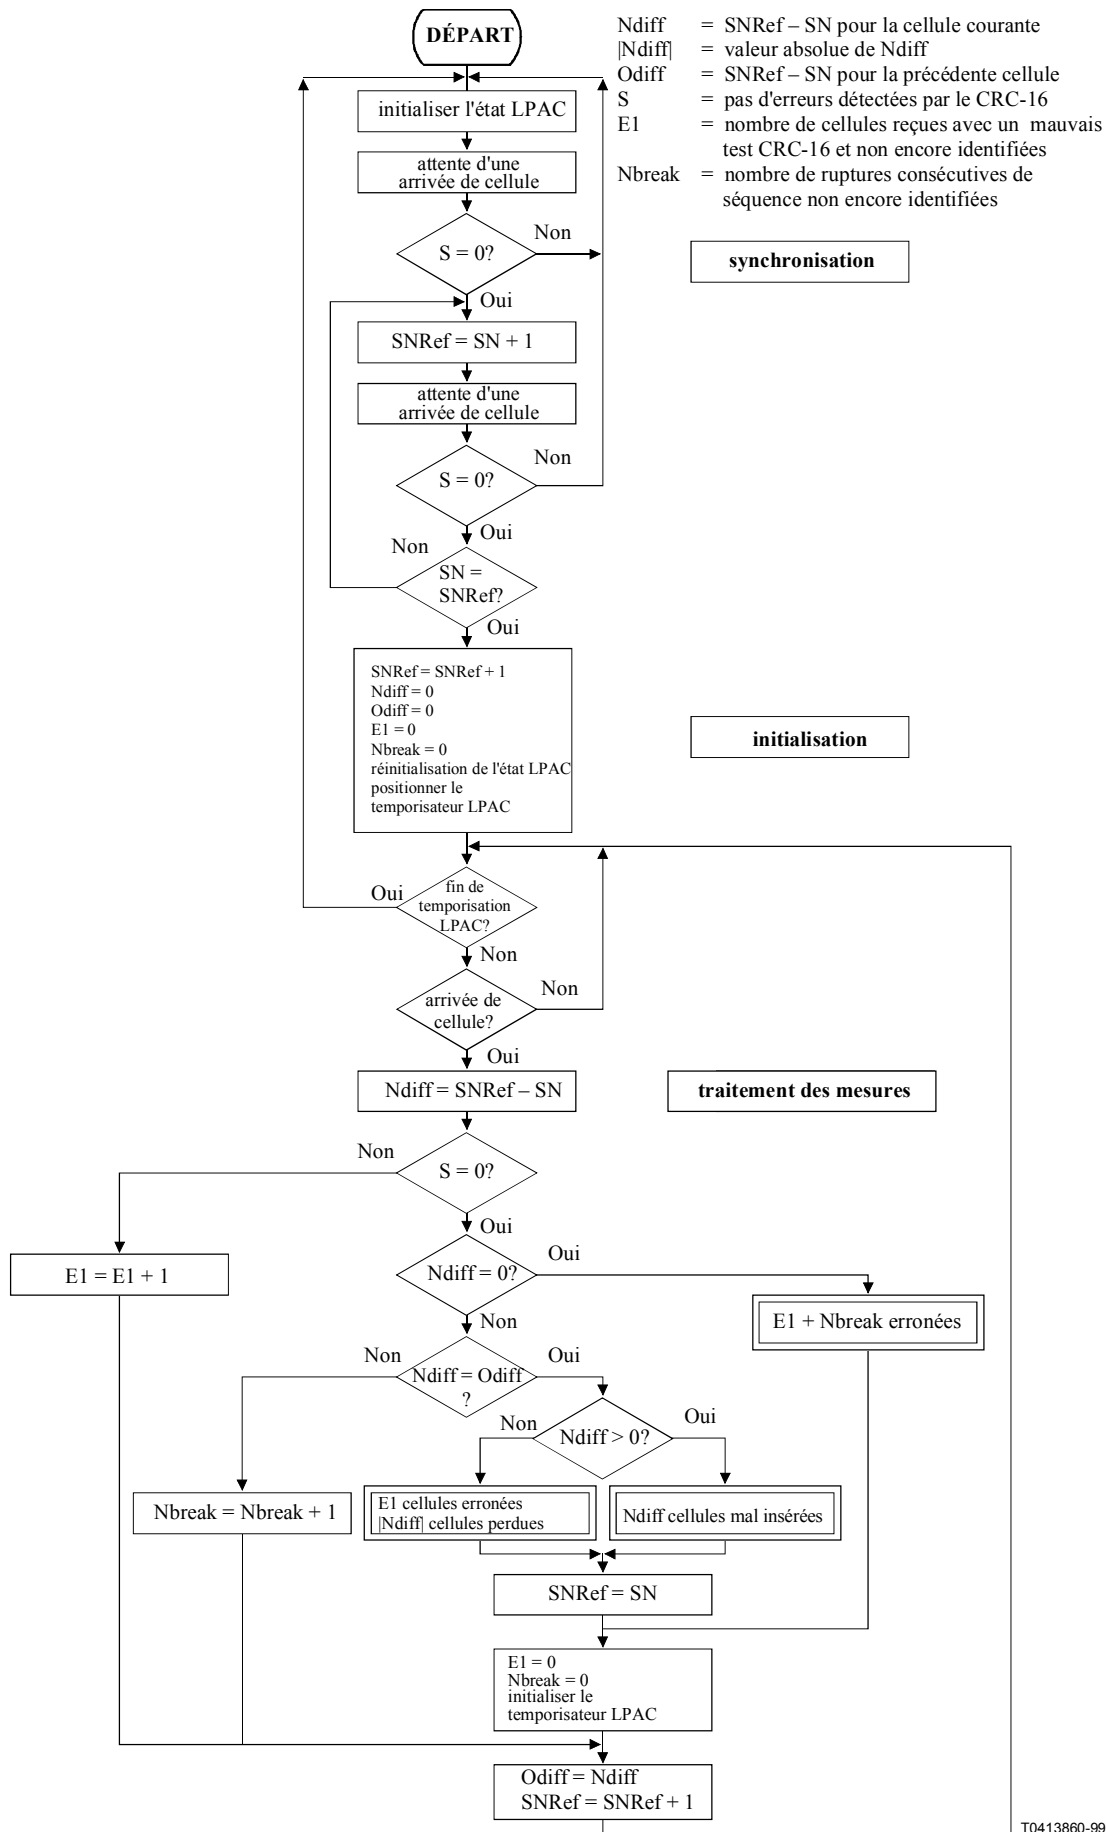 DÉPART
Ndiff = SNRef – SN pour la cellule courante
|Ndiff| = valeur absolue de Ndiff
Odiff = SNRef – SN pour la précédente cellule
S = pas d'erreurs détectées par le CRC-16
E1 = nombre de cellules reçues avec un mauvais
test CRC-16 et non encore identifiées
Nbreak = nombre de ruptures consécutives de
séquence non encore identifiées
initialiser l'état LPAC
attente d'une
arrivée de cellule
S = 0?
Non
Oui
synchronisation
SNRef = SN + 1
attente d'une
arrivée de cellule
S = 0?
Non
Oui
Non
SN =
SNRef?
Oui
SNRef = SNRef + 1
Ndiff = 0
Odiff = 0
E1 = 0
Nbreak = 0
réinitialisation de l'état LPAC
positionner le
temporisateur LPAC
initialisation
Oui
fin de
temporisation
LPAC?
Non
arrivée de
cellule?
Non
Oui
Ndiff = SNRef – SN
traitement des mesures
Non
S = 0?
Oui
E1 = E1 + 1
Ndiff = 0?
Oui
Non
E1 + Nbreak erronées
Non
Ndiff = Odiff
?
Oui
Non
Ndiff > 0?
Oui
Nbreak = Nbreak + 1
E1 cellules erronées
|Ndiff| cellules perdues
Ndiff cellules mal insérées
SNRef = SN
E1 = 0
Nbreak = 0
initialiser le
temporisateur LPAC
Odiff = Ndiff
SNRef = SNRef + 1
T0413860-99